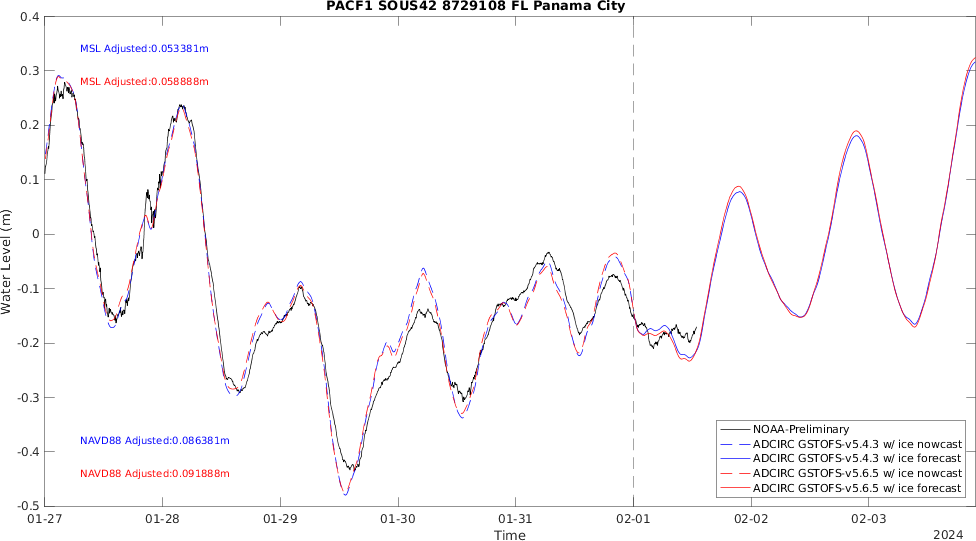 PACF1 SOUS42 8729108 FL Panama City
0.4
0.3
0.2
0.1
0
-0.1
-0.2
-0.3
-0.4
-0.5
Water Level (m)
MSL Adjusted:0.053381m
MSL Adjusted:0.058888m
NAVD88 Adjusted:0.086381m
NAVD88 Adjusted:0.091888m
NOAA-Preliminary
ADCIRC GSTOFS-v5.4.3 w/ ice nowcast
ADCIRC GSTOFS-v5.4.3 w/ ice forecast
ADCIRC GSTOFS-v5.6.5 w/ ice nowcast
ADCIRC GSTOFS-v5.6.5 w/ ice forecast
01-27 01-28 01-29 01-30 01-31 02-01 02-02 02-03
Time
2024